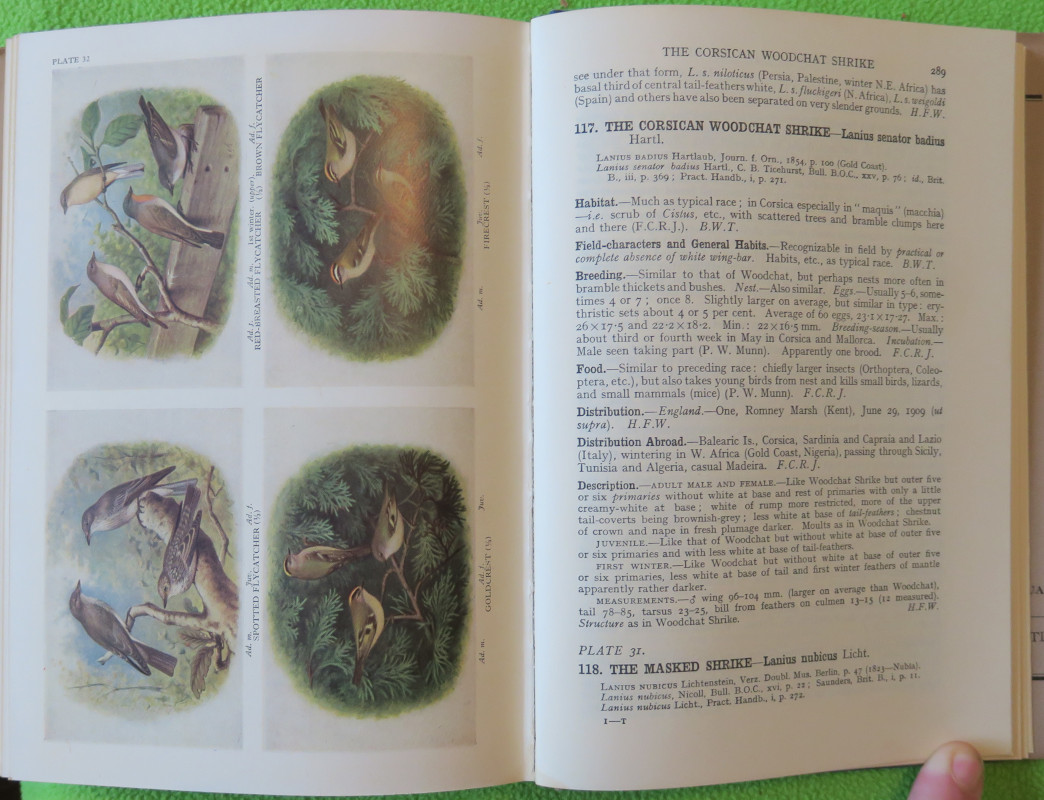 PLATE 32
Ad. f.
Ad. m. 1st winter. (upper).
RED-BREASTED FLYCATCHER (¼) BROWN FLYCATCHER
Ad. f.
Ad. m.
Juv.
FIRECREST (¼)
Ad. f.
Ad. m.
Juv.
Ad. f.
SPOTTED FLYCATCHER (⅓)
Ad. m.
Ad. f.
Juv.
GOLDCREST (¼)
THE CORSICAN WOODCHAT SHRIKE
289
see under that form, L. s. niloticus (Persia, Palestine, winter N.E. Africa) has
basal third of central tail-feathers white, L. s. fluckigeri (N. Africa), L. s. weigoldi
(Spain) and others have also been separated on very slender grounds. H.F.W.
117. THE CORSICAN WOODCHAT SHRIKE—Lanius senator badius
Hartl.
LANIUS BADIUS Hartlaub, Journ. f. Orn., 1854, p. 100 (Gold Coast).
Lanius senator badius Hartl., C. B. Ticehurst, Bull. B.O.C., xxv, p. 76; id., Brit.
B., iii, p. 369; Pract. Handb., i, p. 271.
Habitat.—Much as typical race; in Corsica especially in "maquis" (macchia)
—i.e. scrub of Cistus, etc., with scattered trees and bramble clumps here
and there (F.C.R.J.). B.W.T.
Field-characters and General Habits.—Recognizable in field by practical or
complete absence of white wing-bar. Habits, etc., as typical race. B.W.T.
Breeding.—Similar to that of Woodchat, but perhaps nests more often in
bramble thickets and bushes. Nest.—Also similar. Eggs.—Usually 5-6, some-
times 4 or 7; once 8. Slightly larger on average, but similar in type: ery-
thristic sets about 4 or 5 per cent. Average of 60 eggs, 23·1×17·27. Max.:
26×17·5 and 22·2×18·2. Min.: 22×16·5 mm. Breeding-season.—Usually
about third or fourth week in May in Corsica and Mallorca. Incubation.—
Male seen taking part (P. W. Munn). Apparently one brood. F.C.R.J.
Food.—Similar to preceding race: chiefly larger insects (Orthoptera, Coleo-
ptera, etc.), but also takes young birds from nest and kills small birds, lizards,
and small mammals (mice) (P. W. Munn). F.C.R.J.
Distribution.—England.—One, Romney Marsh (Kent), June 29, 1909 (ut
supra). H.F.W.
Distribution Abroad.—Balearic Is., Corsica, Sardinia and Capraia and Lazio
(Italy), wintering in W. Africa (Gold Coast, Nigeria), passing through Sicily,
Tunisia and Algeria, casual Madeira. F.C.R.J.
Description.—ADULT MALE AND FEMALE.—Like Woodchat Shrike but outer five
or six primaries without white at base and rest of primaries with only a little
creamy-white at base; white of rump more restricted, more of the upper
tail-coverts being brownish-grey; less white at base of tail-feathers; chestnut
of crown and nape in fresh plumage darker. Moults as in Woodchat Shrike.
JUVENILE.—Like that of Woodchat but without white at base of outer five
or six primaries and with less white at base of tail-feathers.
FIRST WINTER.—Like Woodchat but without white at base of outer five
or six primaries, less white at base of tail and first winter feathers of mantle
apparently rather darker.
MEASUREMENTS.—♂ wing 96-104 mm. (larger on average than Woodchat),
tail 78-85, tarsus 23-25, bill from feathers on culmen 13-15 (12 measured).
Structure as in Woodchat Shrike. H.F.W.
PLATE 31.
118. THE MASKED SHRIKE—Lanius nubicus Licht.
LANIUS NUBICUS Lichtenstein, Verz. Doubl. Mus. Berlin, p. 47 (1823—Nubia).
Lanius nubicus, Nicoll, Bull. B.O.C., xvi, p. 22; Saunders, Brit. B., i, p. 11.
Lanius nubicus Licht., Pract. Handb., i, p. 272.
I—T